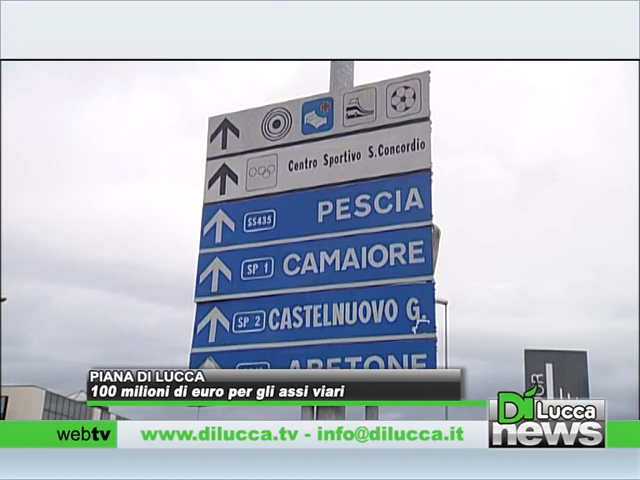 Centro Sportivo S.Concordio
SS435 PESCIA
SP 1 CAMAIORE
SP 2 CASTELNUOVO G.
ABETONE
PIANA DI LUCCA
100 milioni di euro per gli assi viari
webtv
www.dilucca.tv - info@dilucca.it
Di Lucca
news